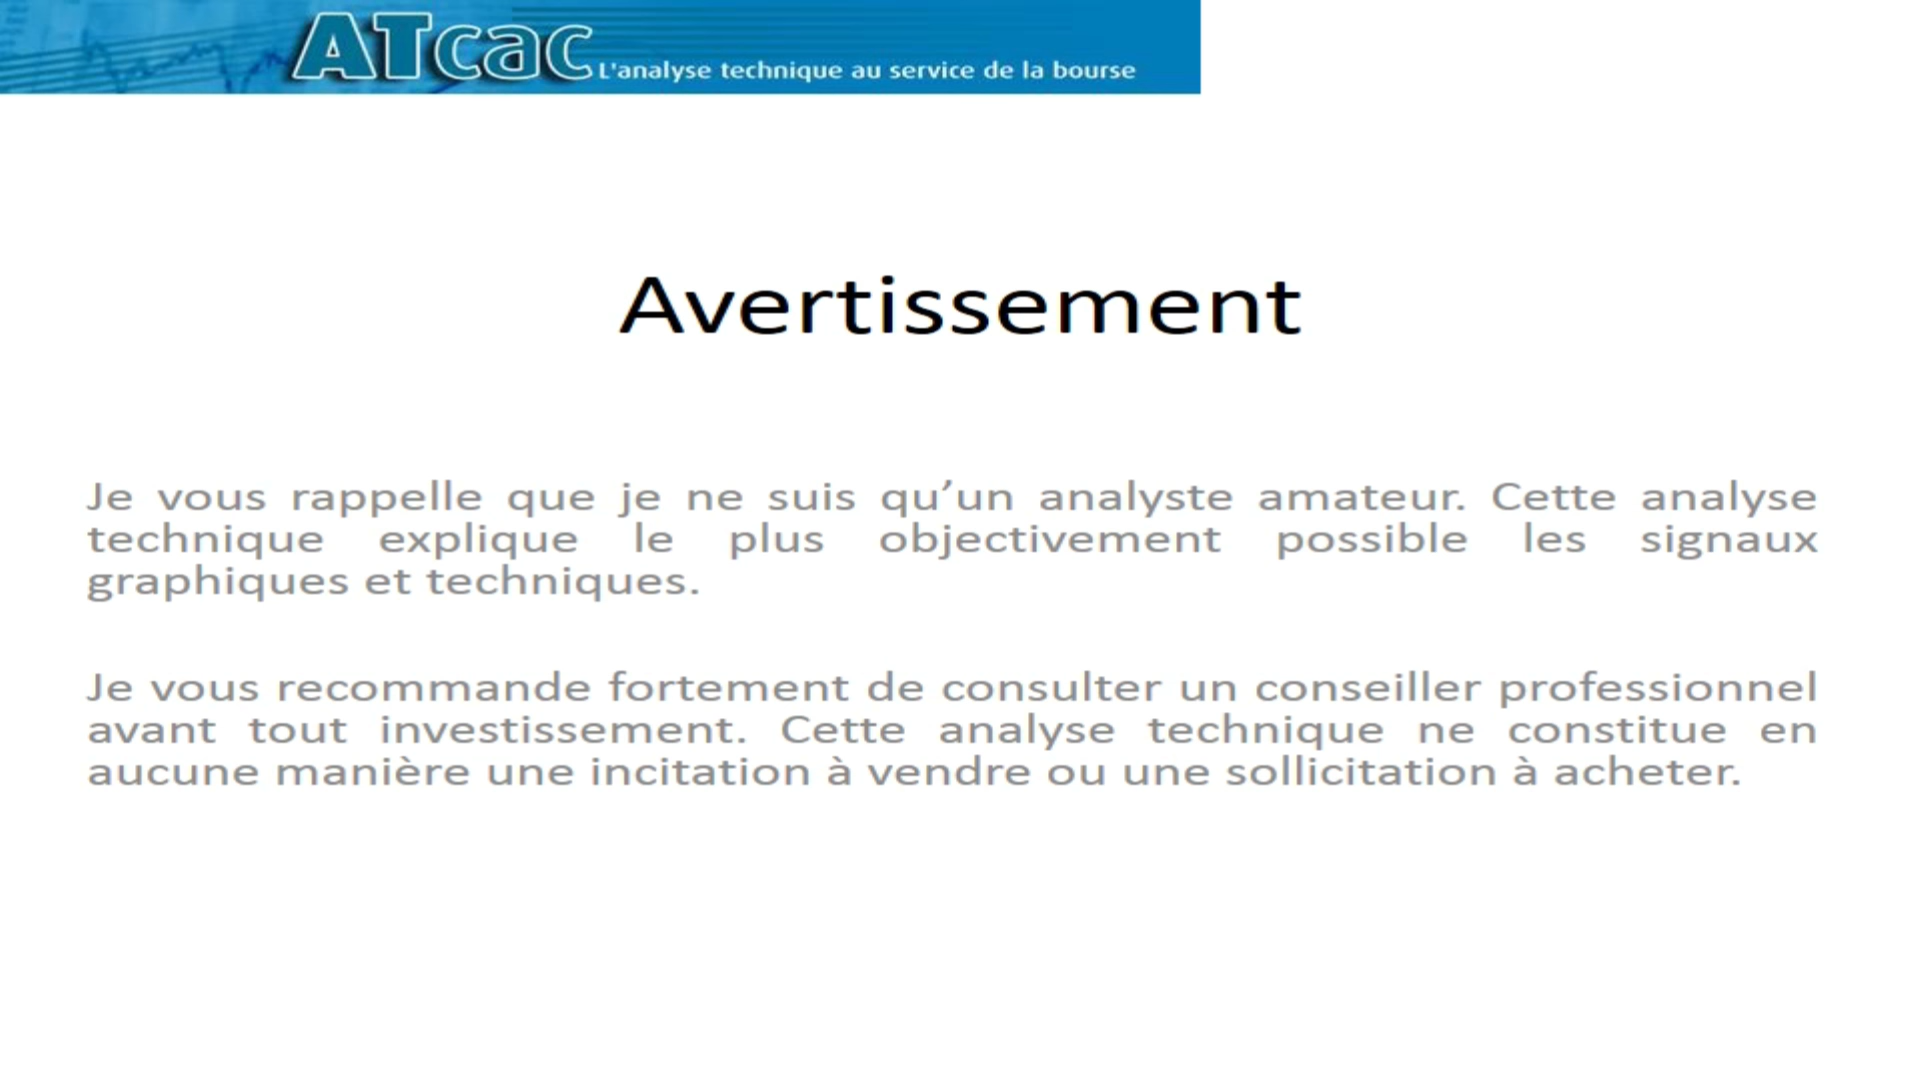 ATcac L'analyse technique au service de la bourse
Avertissement
Je vous rappelle que je ne suis qu’un analyste amateur. Cette analyse
technique explique le plus objectivement possible les signaux
graphiques et techniques.
Je vous recommande fortement de consulter un conseiller professionnel
avant tout investissement. Cette analyse technique ne constitue en
aucune manière une incitation à vendre ou une sollicitation à acheter.